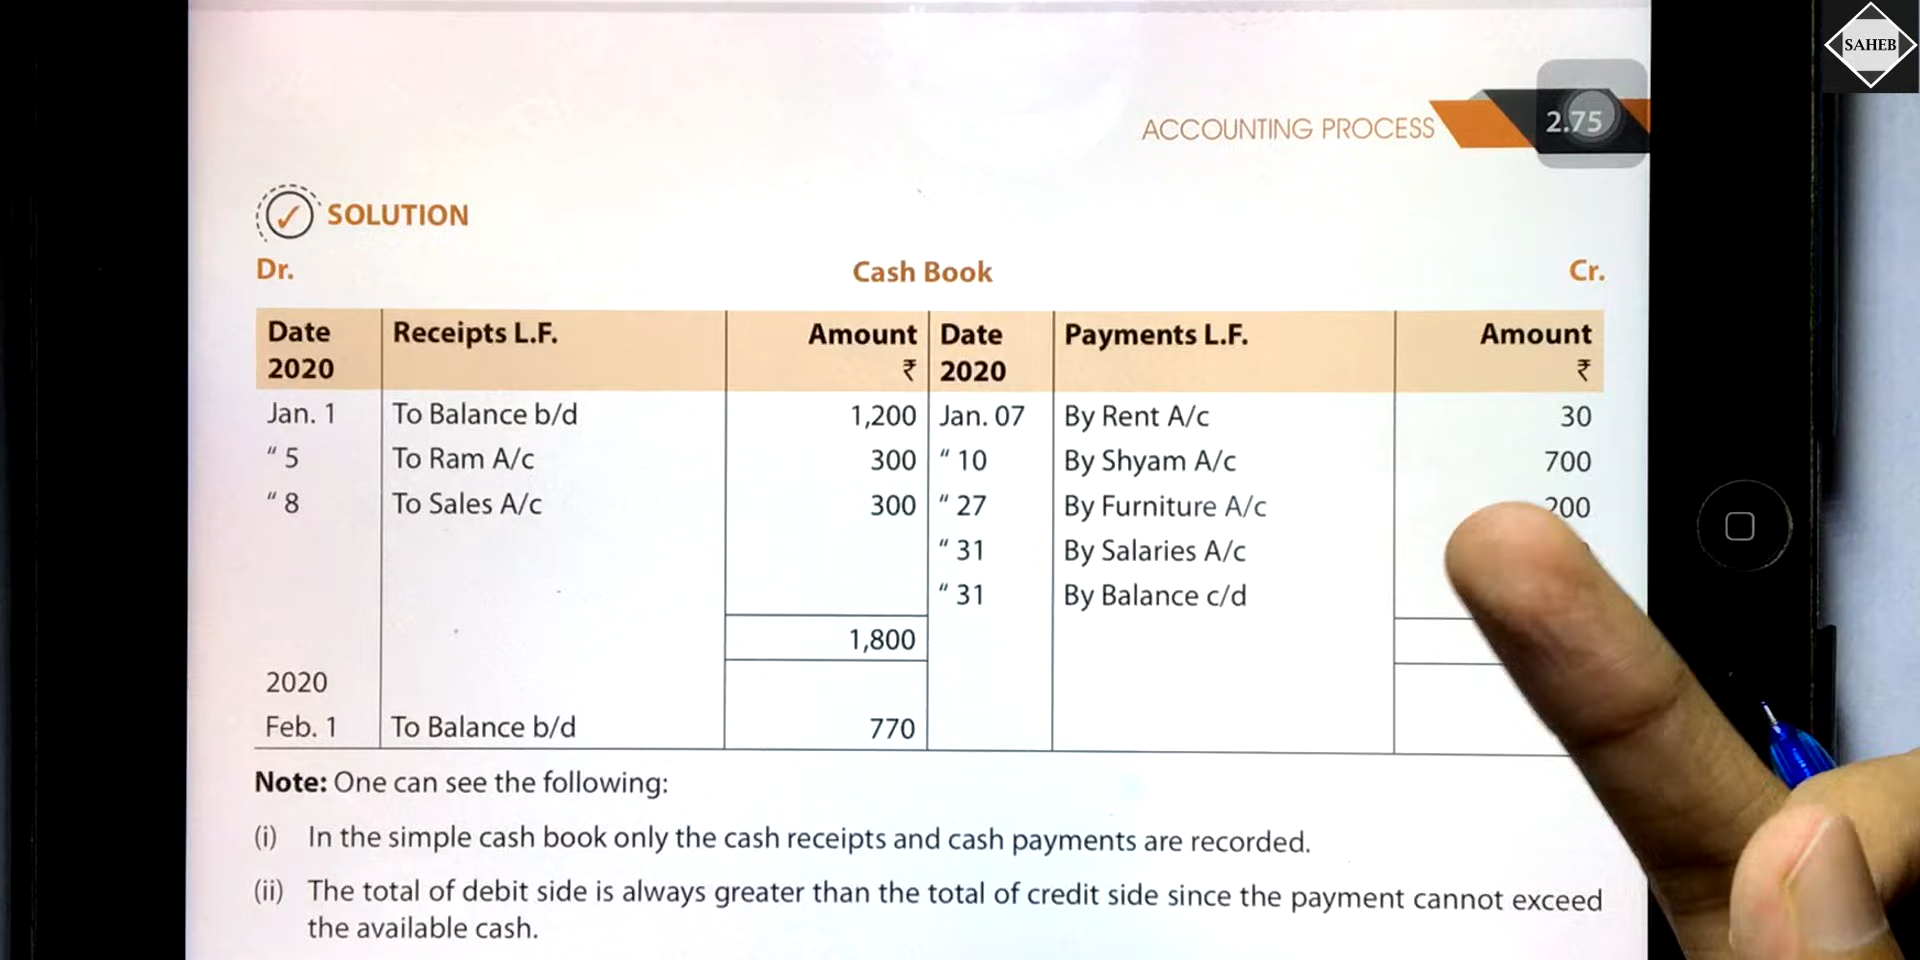 SAHEB
ACCOUNTING PROCESS 2.75
SOLUTION
Dr. Cash Book Cr.
Date Receipts L.F. Amount Date Payments L.F. Amount
2020 ₹ 2020 ₹
Jan. 1 To Balance b/d 1,200 Jan. 07 By Rent A/c 30
" 5 To Ram A/c 300 " 10 By Shyam A/c 700
" 8 To Sales A/c 300 " 27 By Furniture A/c 200
" 31 By Salaries A/c
" 31 By Balance c/d
1,800
2020
Feb. 1 To Balance b/d 770
Note: One can see the following:
(i) In the simple cash book only the cash receipts and cash payments are recorded.
(ii) The total of debit side is always greater than the total of credit side since the payment cannot exceed
the available cash.